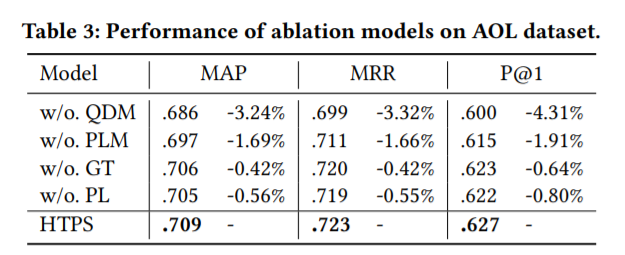 Table 3: Performance of ablation models on AOL dataset.
Model MAP MRR P@1
w/o. QDM .686 -3.24% .699 -3.32% .600 -4.31%
w/o. PLM .697 -1.69% .711 -1.66% .615 -1.91%
w/o. GT .706 -0.42% .720 -0.42% .623 -0.64%
w/o. PL .705 -0.56% .719 -0.55% .622 -0.80%
HTPS .709 - .723 - .627 -